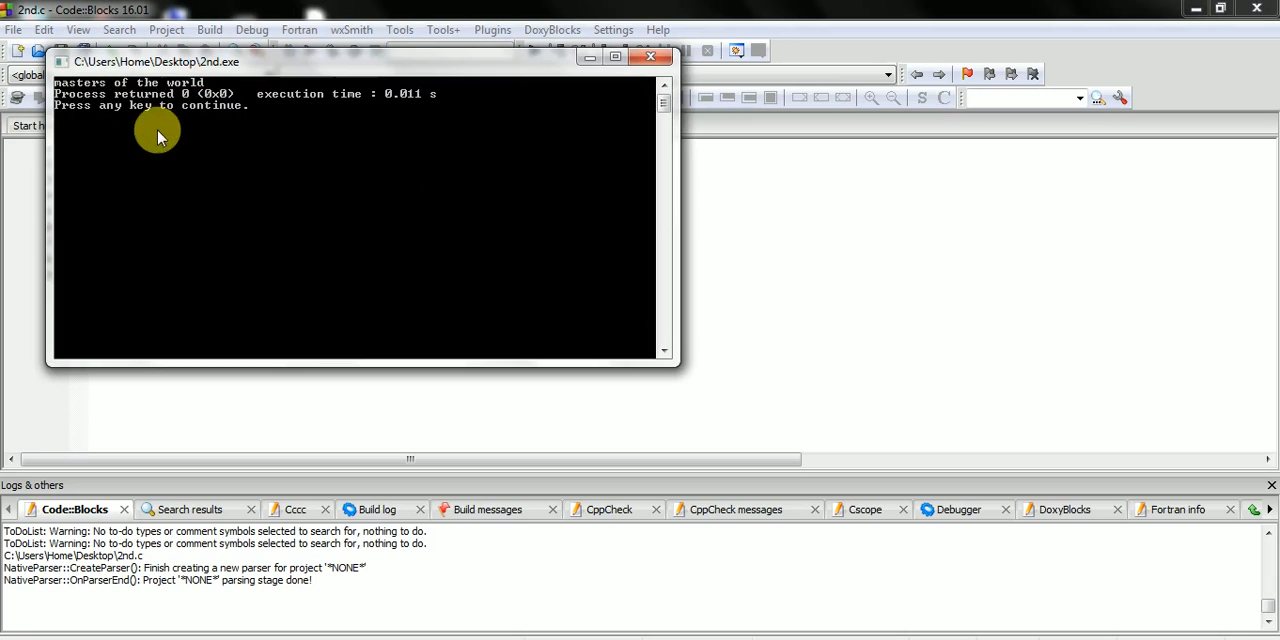 2nd.c - Code::Blocks 16.01
File Edit View Search Project Build Debug Fortran wxSmith Tools Tools+ Plugins DoxyBlocks Settings Help
C:\Users\Home\Desktop\2nd.exe
<global
S C
Start h
masters of the world
Process returned 0 (0x0)   execution time : 0.011 s
Press any key to continue.
Logs & others
Code::Blocks Search results Cccc Build log Build messages CppCheck CppCheck messages Cscope Debugger DoxyBlocks Fortran info
ToDoList: Warning: No to-do types or comment symbols selected to search for, nothing to do.
ToDoList: Warning: No to-do types or comment symbols selected to search for, nothing to do.
C:\Users\Home\Desktop\2nd.c
NativeParser::CreateParser(): Finish creating a new parser for project '*NONE*'
NativeParser::OnParserEnd(): Project '*NONE*' parsing stage done!